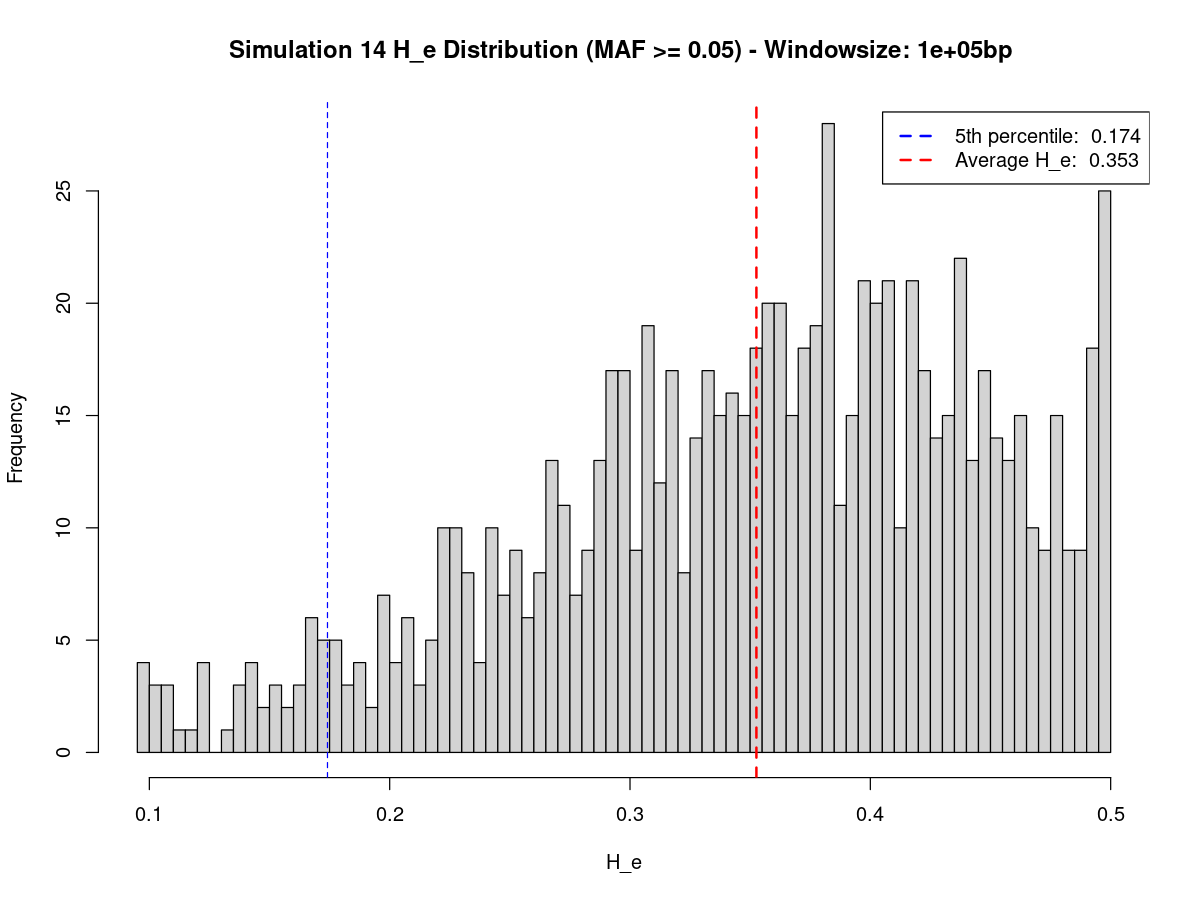 Simulation 14 H_e Distribution (MAF >= 0.05) - Windowsize: 1e+05bp
5th percentile: 0.174
Average H_e: 0.353
Frequency
25
20
15
10
5
0
0.1 0.2 0.3 0.4 0.5
H_e